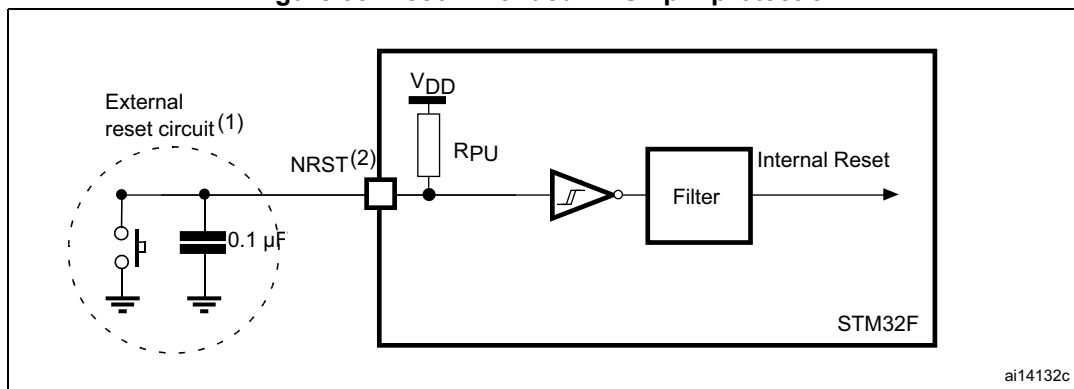 External
reset circuit(1)
NRST(2)
VDD
RPU
0.1 μF
Filter
Internal Reset
STM32F
ai14132c